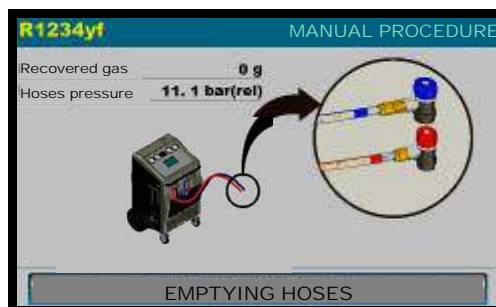 R1234yf MANUAL PROCEDURE
Recovered gas 0 g
Hoses pressure 11. 1 bar(rel)
EMPTYING HOSES